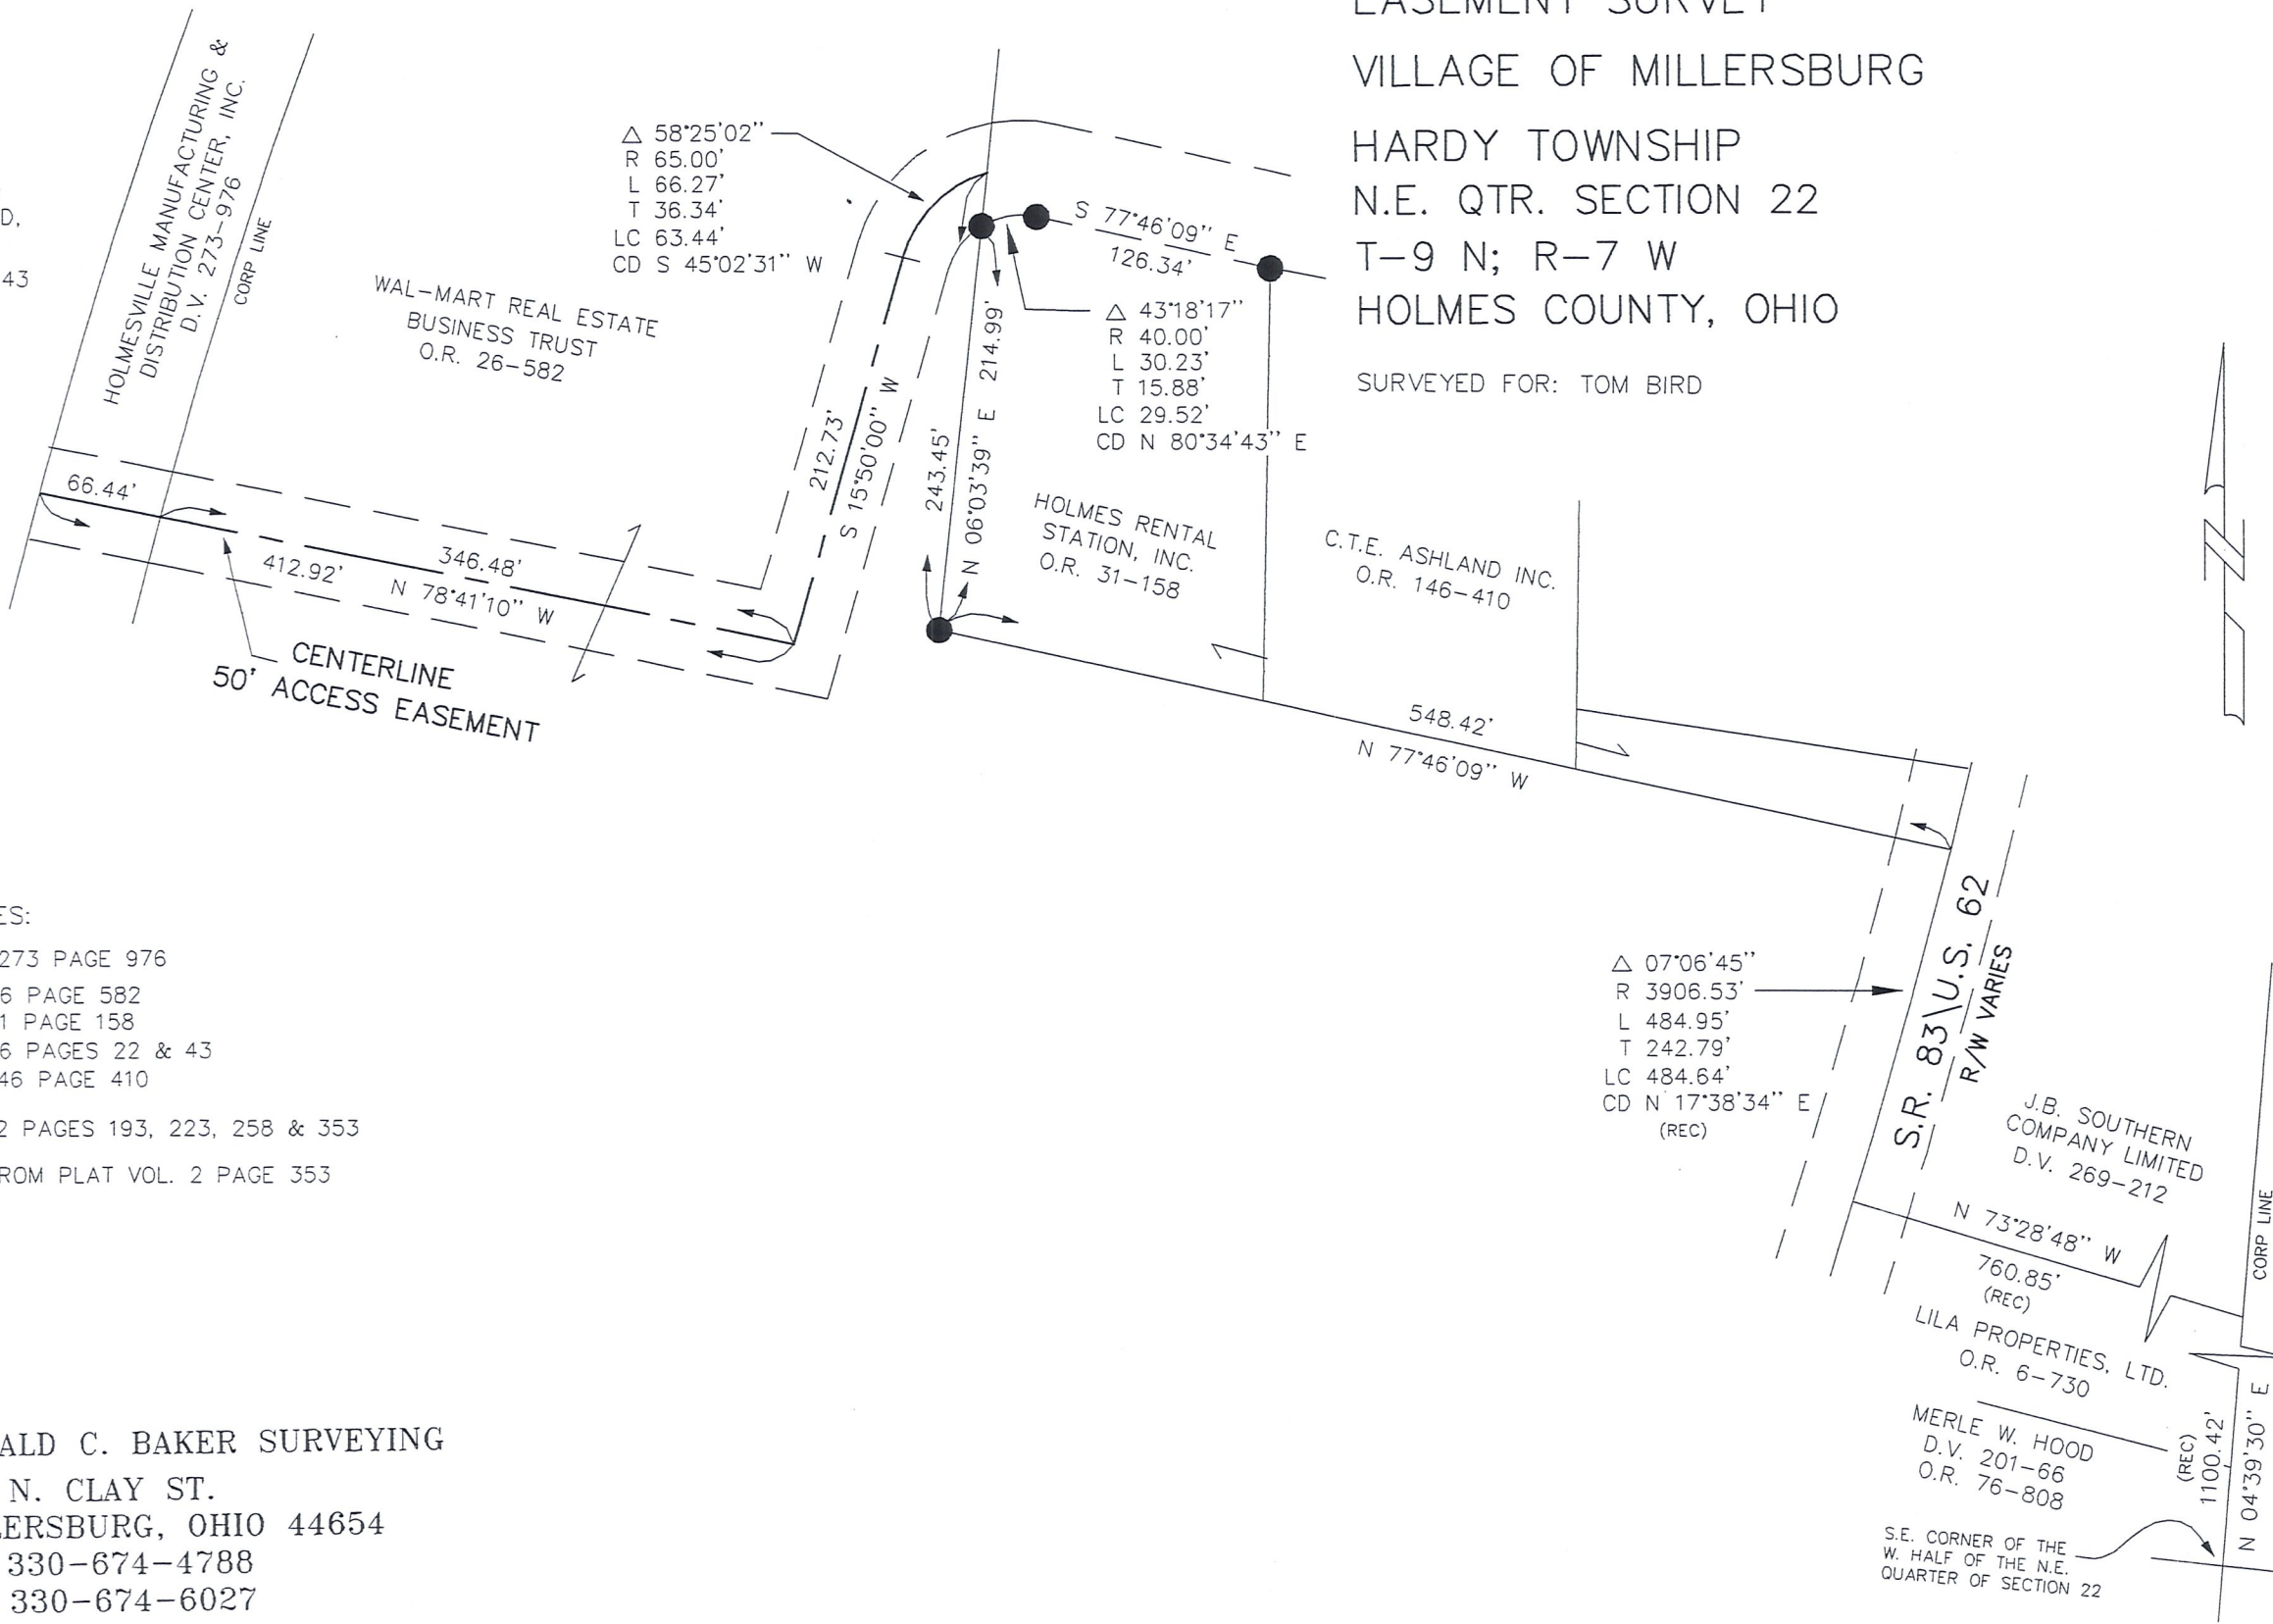 EASEMENT SURVEY
VILLAGE OF MILLERSBURG
HARDY TOWNSHIP
N.E. QTR. SECTION 22
T-9 N; R-7 W
HOLMES COUNTY, OHIO
SURVEYED FOR: TOM BIRD
D,
43
HOLMESVILLE MANUFACTURING &
DISTRIBUTION CENTER, INC.
D.V. 273-976
CORP LINE
WAL-MART REAL ESTATE
BUSINESS TRUST
O.R. 26-582
△ 58°25'02"
R 65.00'
L 66.27'
T 36.34'
LC 63.44'
CD S 45°02'31" W
S 77°46'09" E
126.34'
△ 43°18'17"
R 40.00'
L 30.23'
T 15.88'
LC 29.52'
CD N 80°34'43" E
66.44'
412.92'
346.48'
N 78°41'10" W
212.73'
S 15°50'00" W
243.45'
N 06°03'39" E 214.99'
CENTERLINE
50' ACCESS EASEMENT
HOLMES RENTAL
STATION, INC.
O.R. 31-158
C.T.E. ASHLAND INC.
O.R. 146-410
548.42'
N 77°46'09" W
N
△ 07°06'45"
R 3906.53'
L 484.95'
T 242.79'
LC 484.64'
CD N 17°38'34" E
(REC)
S.R. 83\U.S. 62
R/W VARIES
J.B. SOUTHERN
COMPANY LIMITED
D.V. 269-212
CORP LINE
N 73°28'48" W
760.85'
(REC)
LILA PROPERTIES, LTD.
O.R. 6-730
MERLE W. HOOD
D.V. 201-66
O.R. 76-808
(REC)
1100.42'
N 04°39'30" E
S.E. CORNER OF THE
W. HALF OF THE N.E.
QUARTER OF SECTION 22
ES:
273 PAGE 976
6 PAGE 582
1 PAGE 158
6 PAGES 22 & 43
46 PAGE 410
2 PAGES 193, 223, 258 & 353
ROM PLAT VOL. 2 PAGE 353
ALD C. BAKER SURVEYING
N. CLAY ST.
LERSBURG, OHIO 44654
330-674-4788
330-674-6027